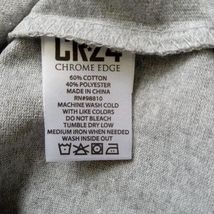 CR-24
CHROME EDGE
60% COTTON
40% POLYESTER
MADE IN CHINA
RN#98810
MACHINE WASH COLD
WITH LIKE COLORS
DO NOT BLEACH
TUMBLE DRY LOW
MEDIUM IRON WHEN NEEDED
WASH INSIDE OUT